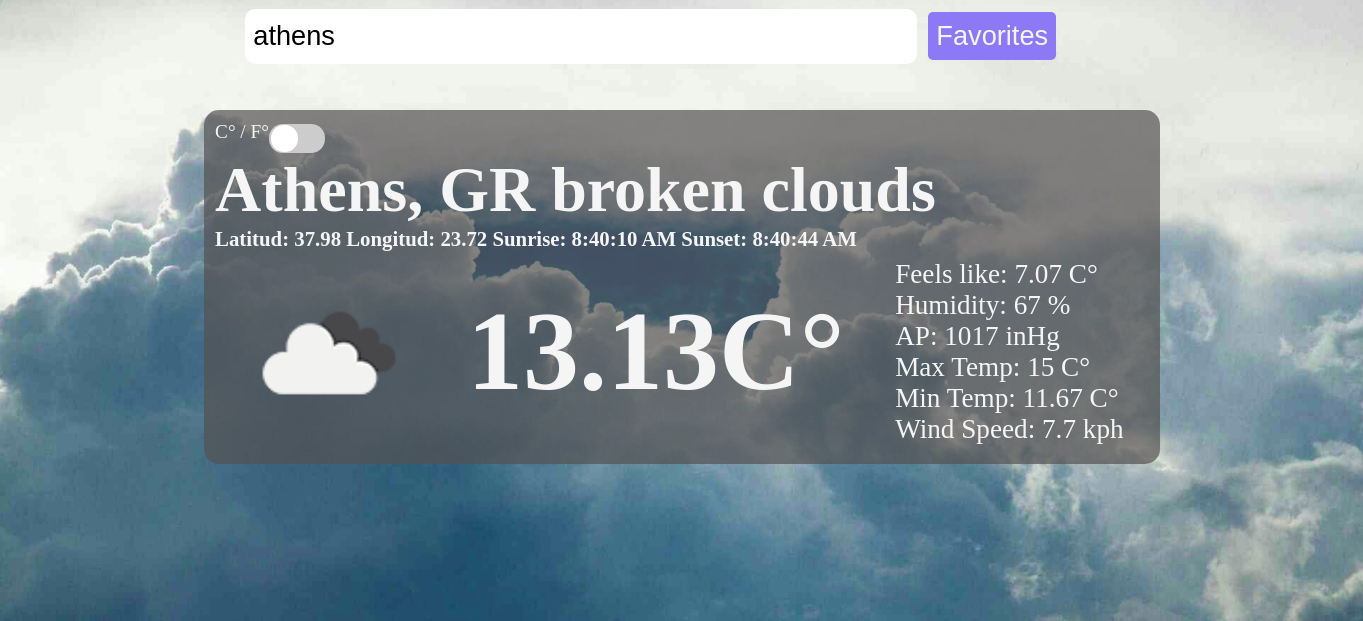 athens
Favorites
C° / F°
Athens, GR broken clouds
Latitud: 37.98 Longitud: 23.72 Sunrise: 8:40:10 AM Sunset: 8:40:44 AM
13.13C°
Feels like: 7.07 C°
Humidity: 67 %
AP: 1017 inHg
Max Temp: 15 C°
Min Temp: 11.67 C°
Wind Speed: 7.7 kph